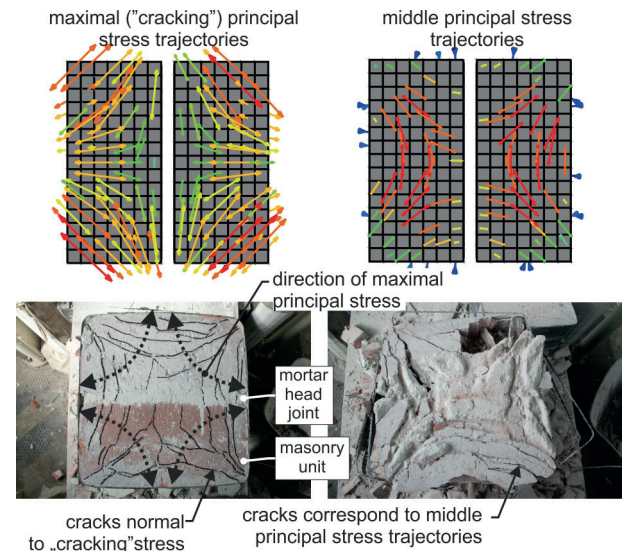 maximal ("cracking") principal
stress trajectories
middle principal stress
trajectories
direction of maximal
principal stress
mortar
head
joint
masonry
unit
cracks normal
to „cracking"stress
cracks correspond to middle
principal stress trajectories